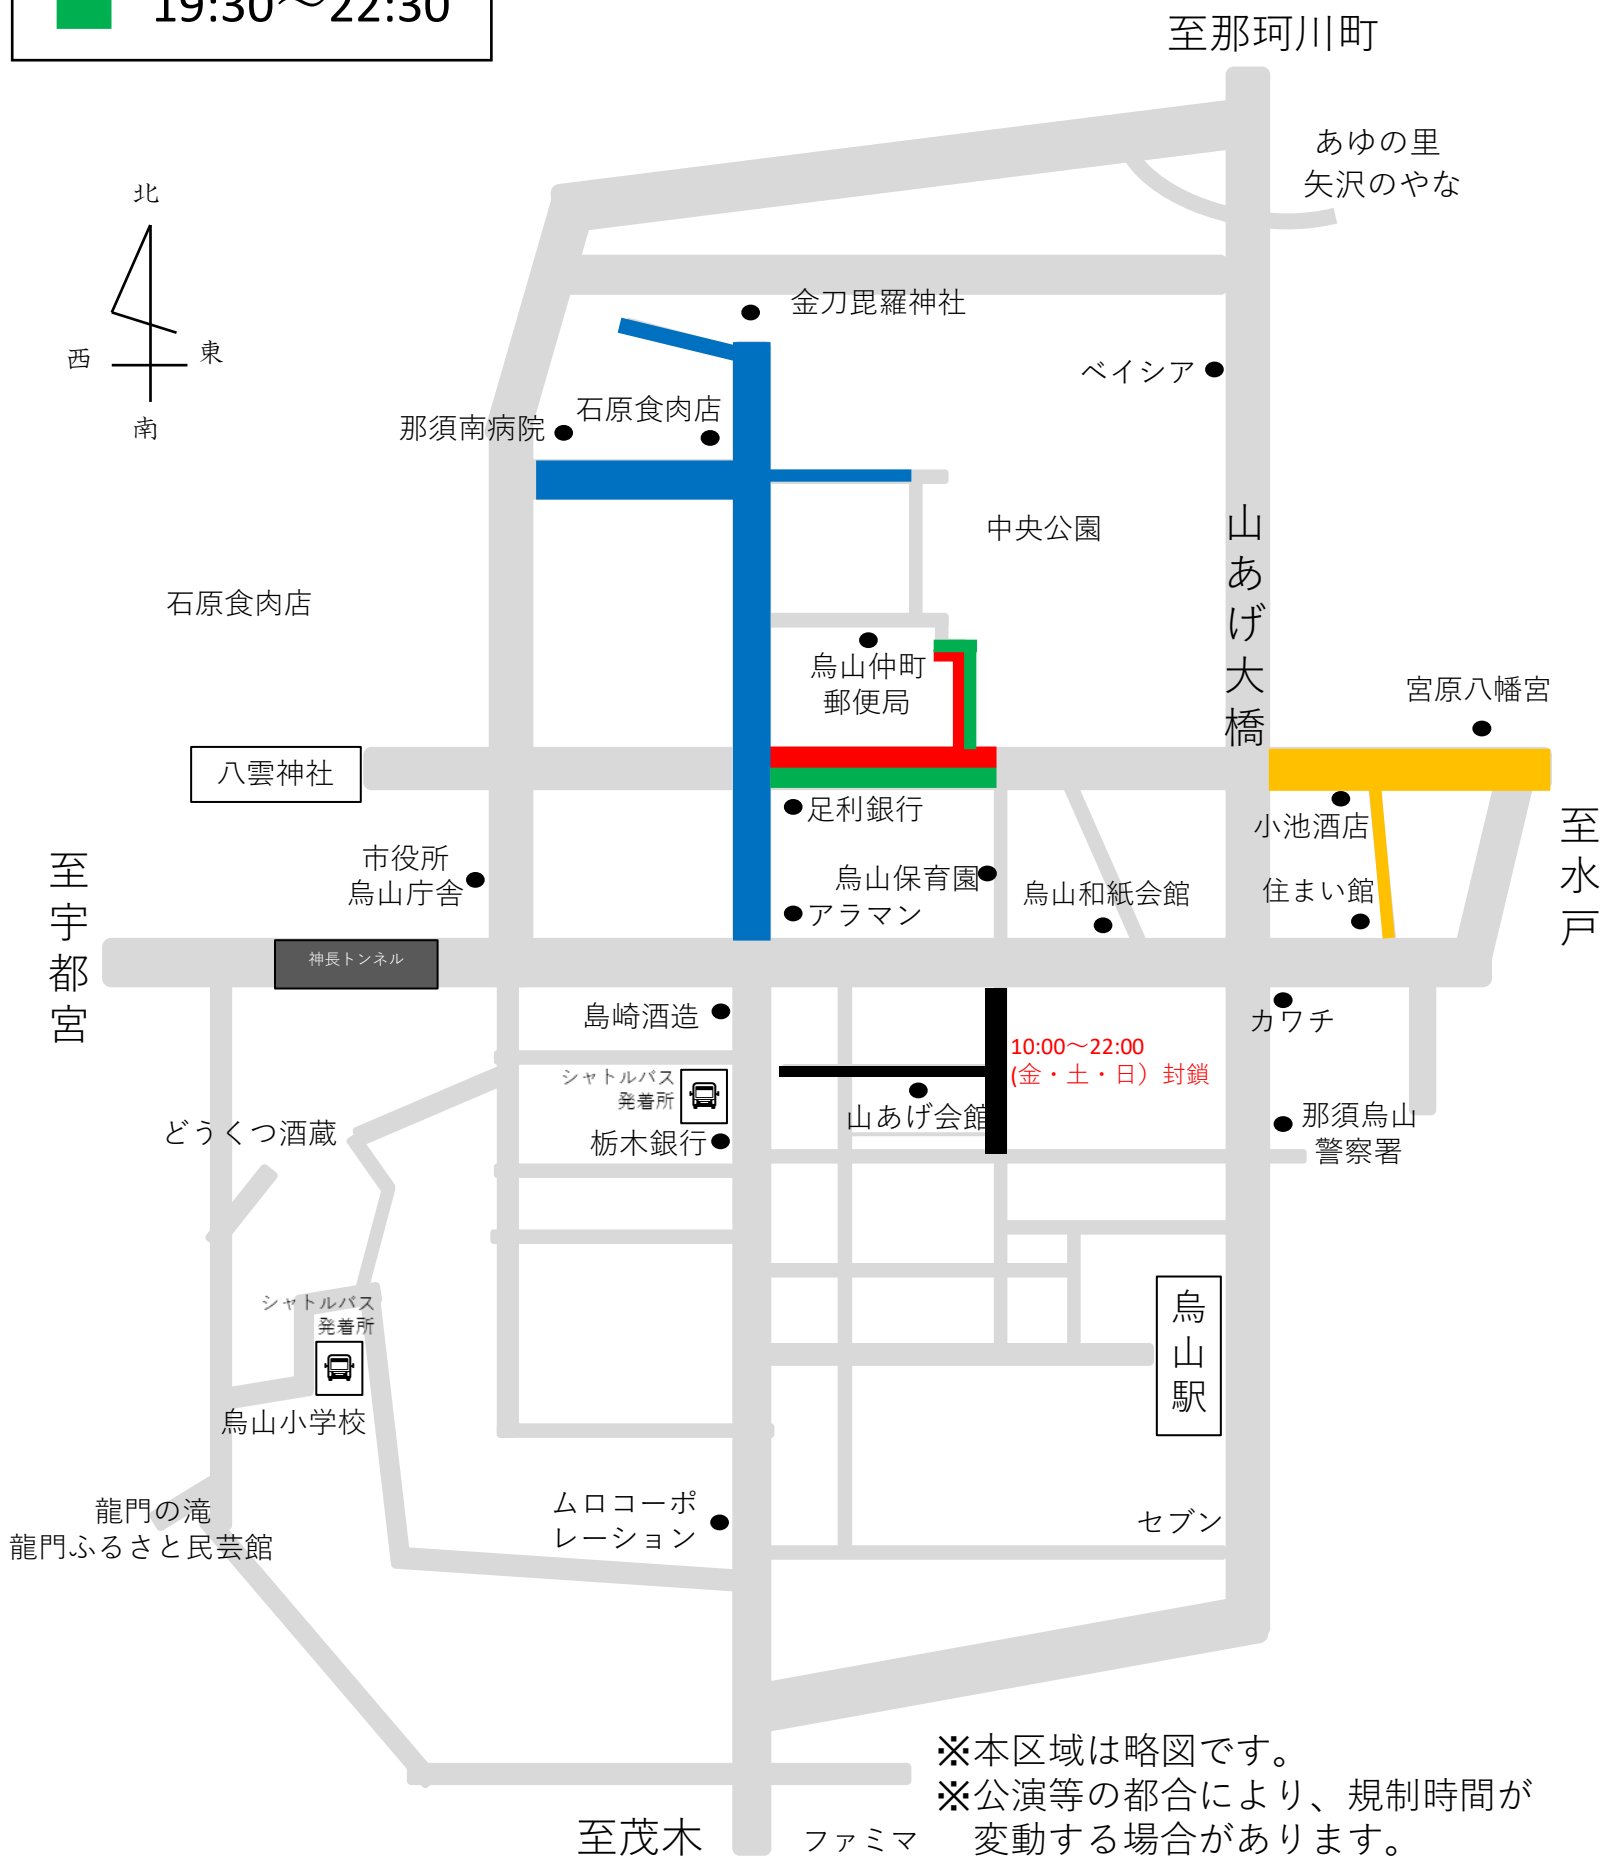 19:30～22:30
至那珂川町
あゆの里
矢沢のやな
北
西
東
南
金刀毘羅神社
ベイシア
石原食肉店
那須南病院
中央公園
山あげ大橋
石原食肉店
烏山仲町
郵便局
宮原八幡宮
八雲神社
足利銀行
小池酒店
至水戸
市役所
烏山庁舎
烏山保育園
アラマン
烏山和紙会館
住まい館
至宇都宮
神長トンネル
島崎酒造
カワチ
10:00～22:00
(金・土・日）封鎖
シャトルバス
発着所
山あげ会館
栃木銀行
那須烏山
警察署
どうくつ酒蔵
シャトルバス
発着所
烏山駅
烏山小学校
龍門の滝
龍門ふるさと民芸館
ムロコーポ
レーション
セブン
※本区域は略図です。
※公演等の都合により、規制時間が
変動する場合があります。
至茂木
ファミマ